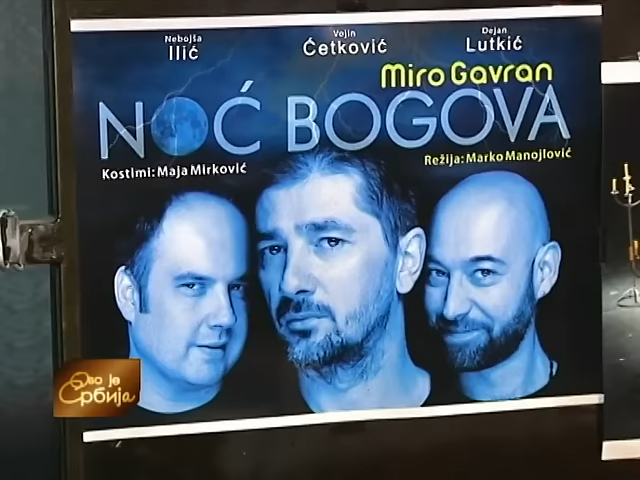 Nebojša
Ilić
Vojin
Ćetković
Dejan
Lutkić
Miro Gavran
NOĆ BOGOVA
Kostimi: Maja Mirković
Režija: Marko Manojlović
Ово је
Србија